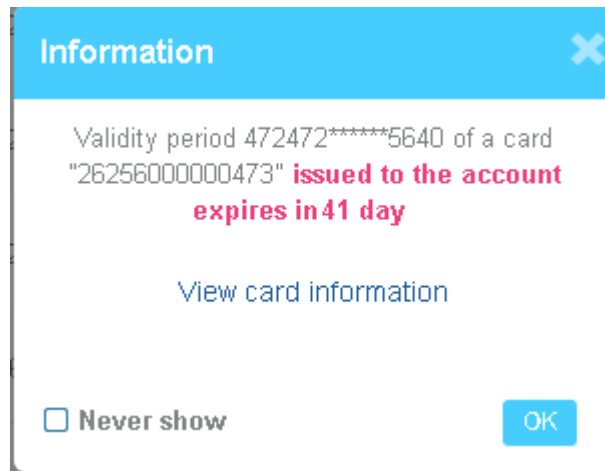 Information
Validity period 472472******5640 of a card
"26256000000473" issued to the account
expires in 41 day
View card information
Never show
OK